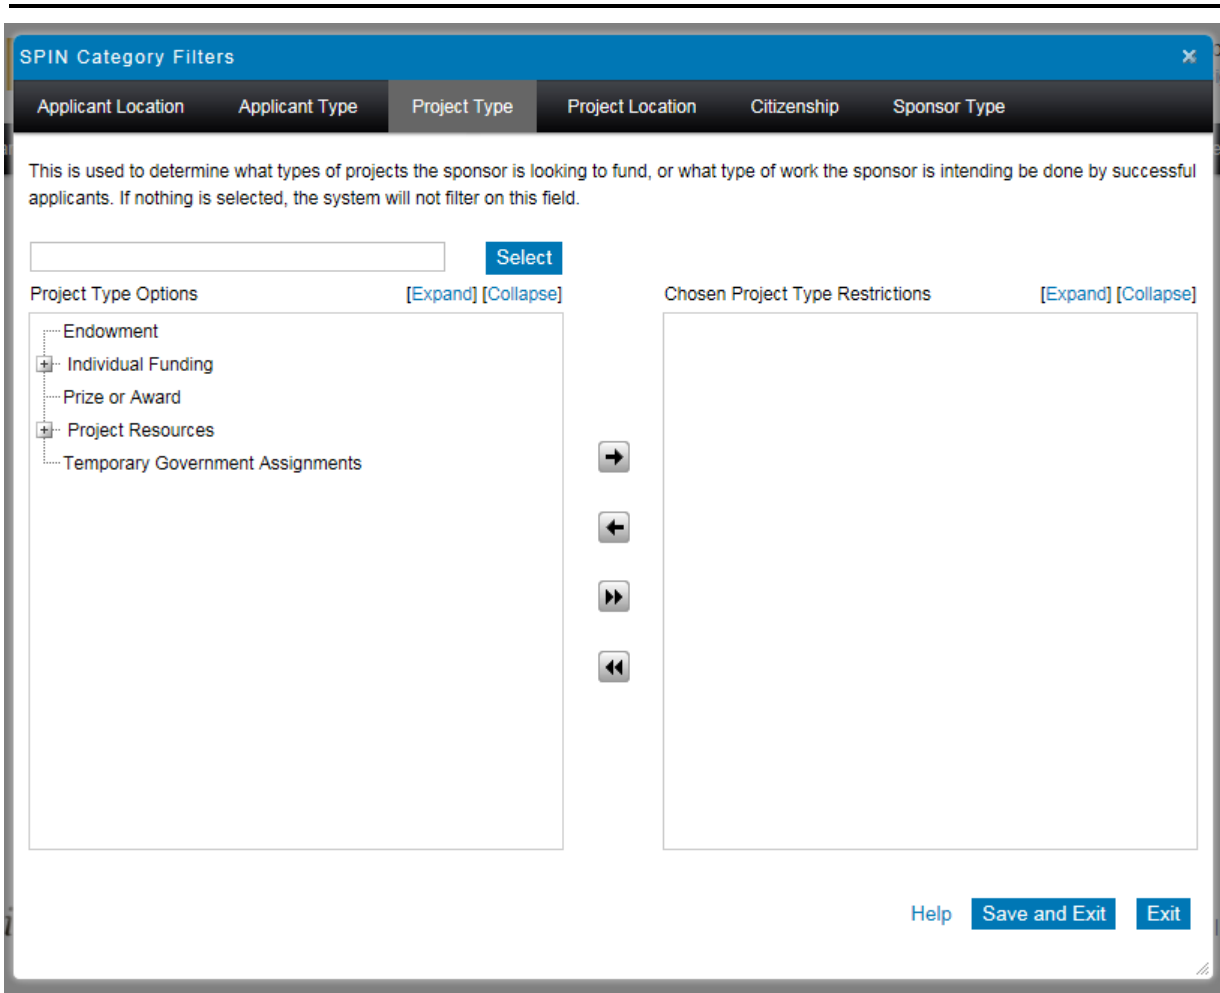 SPIN Category Filters
Applicant Location Applicant Type Project Type Project Location Citizenship Sponsor Type
This is used to determine what types of projects the sponsor is looking to fund, or what type of work the sponsor is intending be done by successful
applicants. If nothing is selected, the system will not filter on this field.
Select
Project Type Options [Expand] [Collapse] Chosen Project Type Restrictions [Expand] [Collapse]
Endowment
Individual Funding
Prize or Award
Project Resources
Temporary Government Assignments
Help Save and Exit Exit